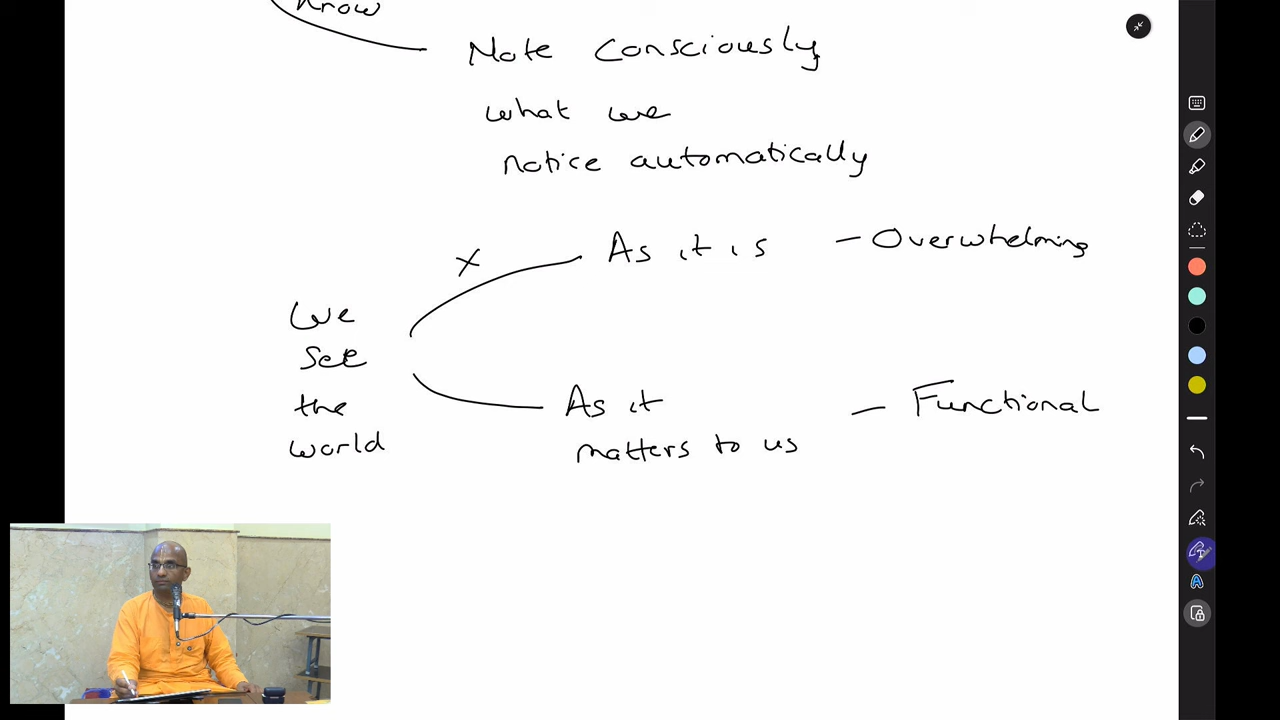 Know
Note Consciously
what we
notice automatically
X
As it is – Overwhelming
We
See
the
world
As it – Functional
matters to us